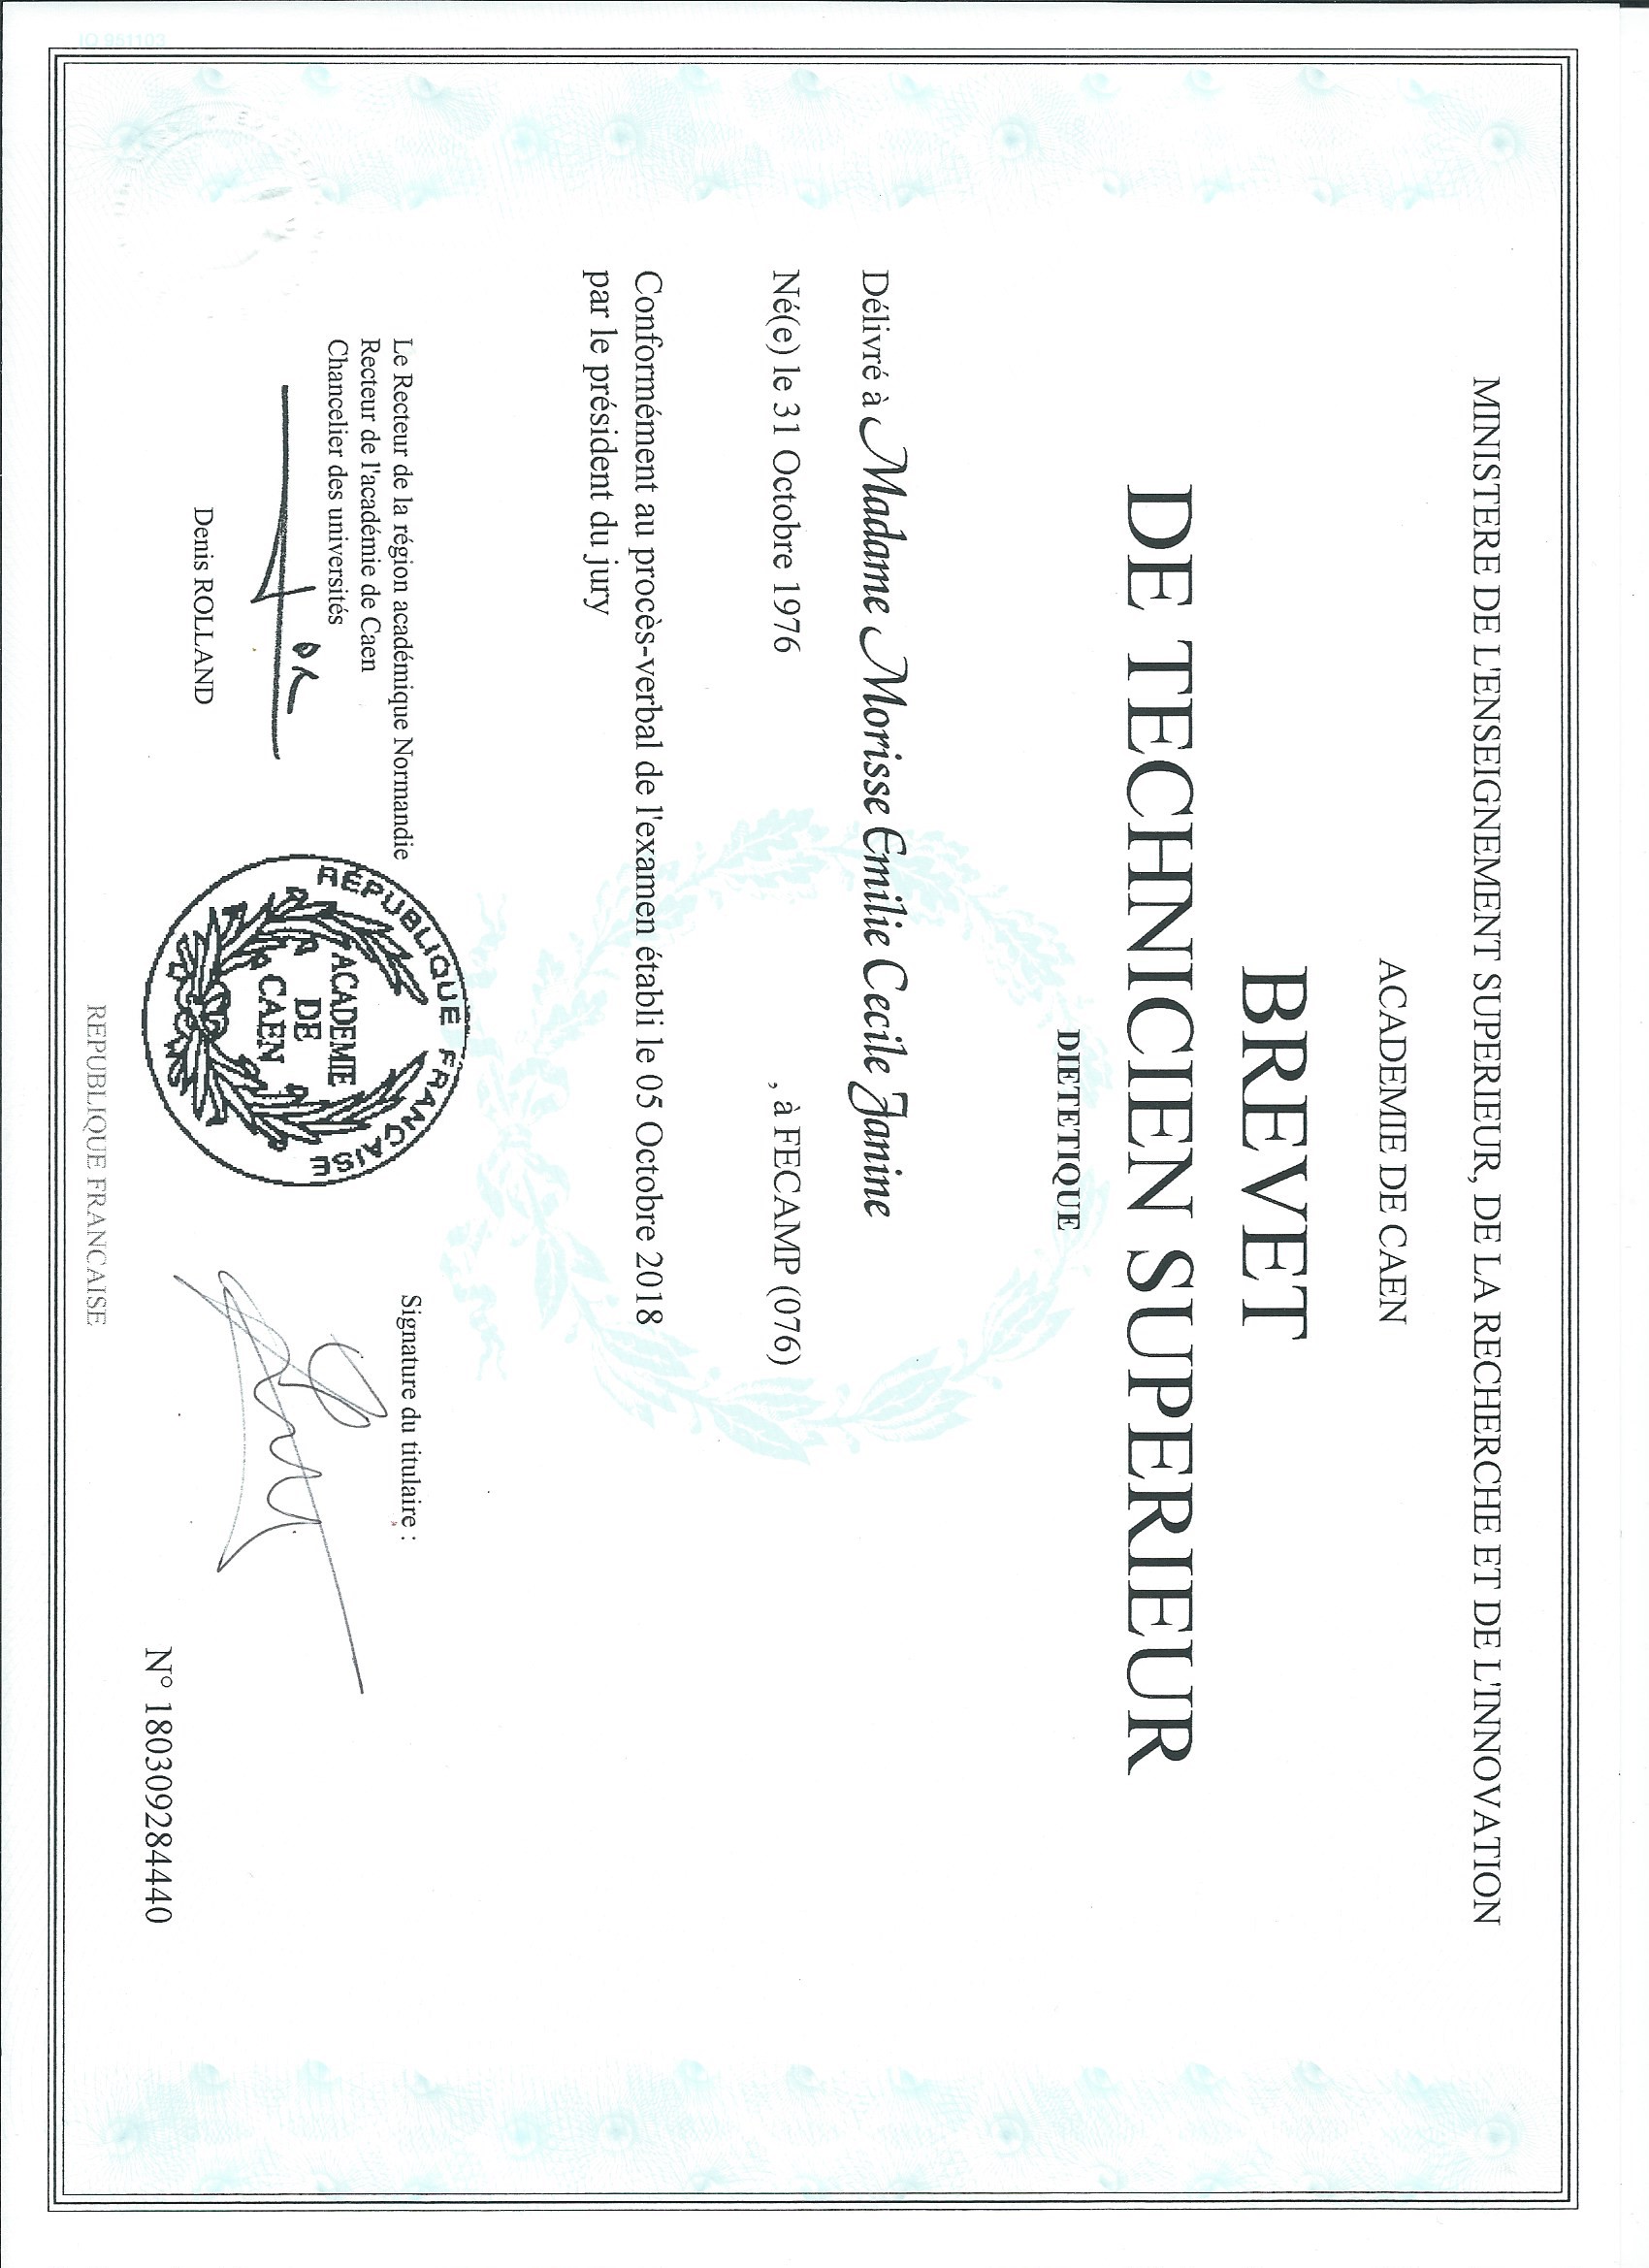 IO 951103
MINISTERE DE L'ENSEIGNEMENT SUPERIEUR, DE LA RECHERCHE ET DE L'INNOVATION
ACADEMIE DE CAEN
BREVET
DE TECHNICIEN SUPERIEUR
DIETETIQUE
Délivré à Madame Morisse Emilie Cecile Janine
Né(e) le 31 Octobre 1976 , à FECAMP (076)
Conformément au procès-verbal de l'examen établi le 05 Octobre 2018
par le président du jury
Le Recteur de la région académique Normandie
Recteur de l'académie de Caen
Chancelier des universités
Denis ROLLAND
RÉPUBLIQUE FRANÇAISE
ACADEMIE
DE
CAEN
Signature du titulaire :
N° 180309284440
REPUBLIQUE FRANCAISE